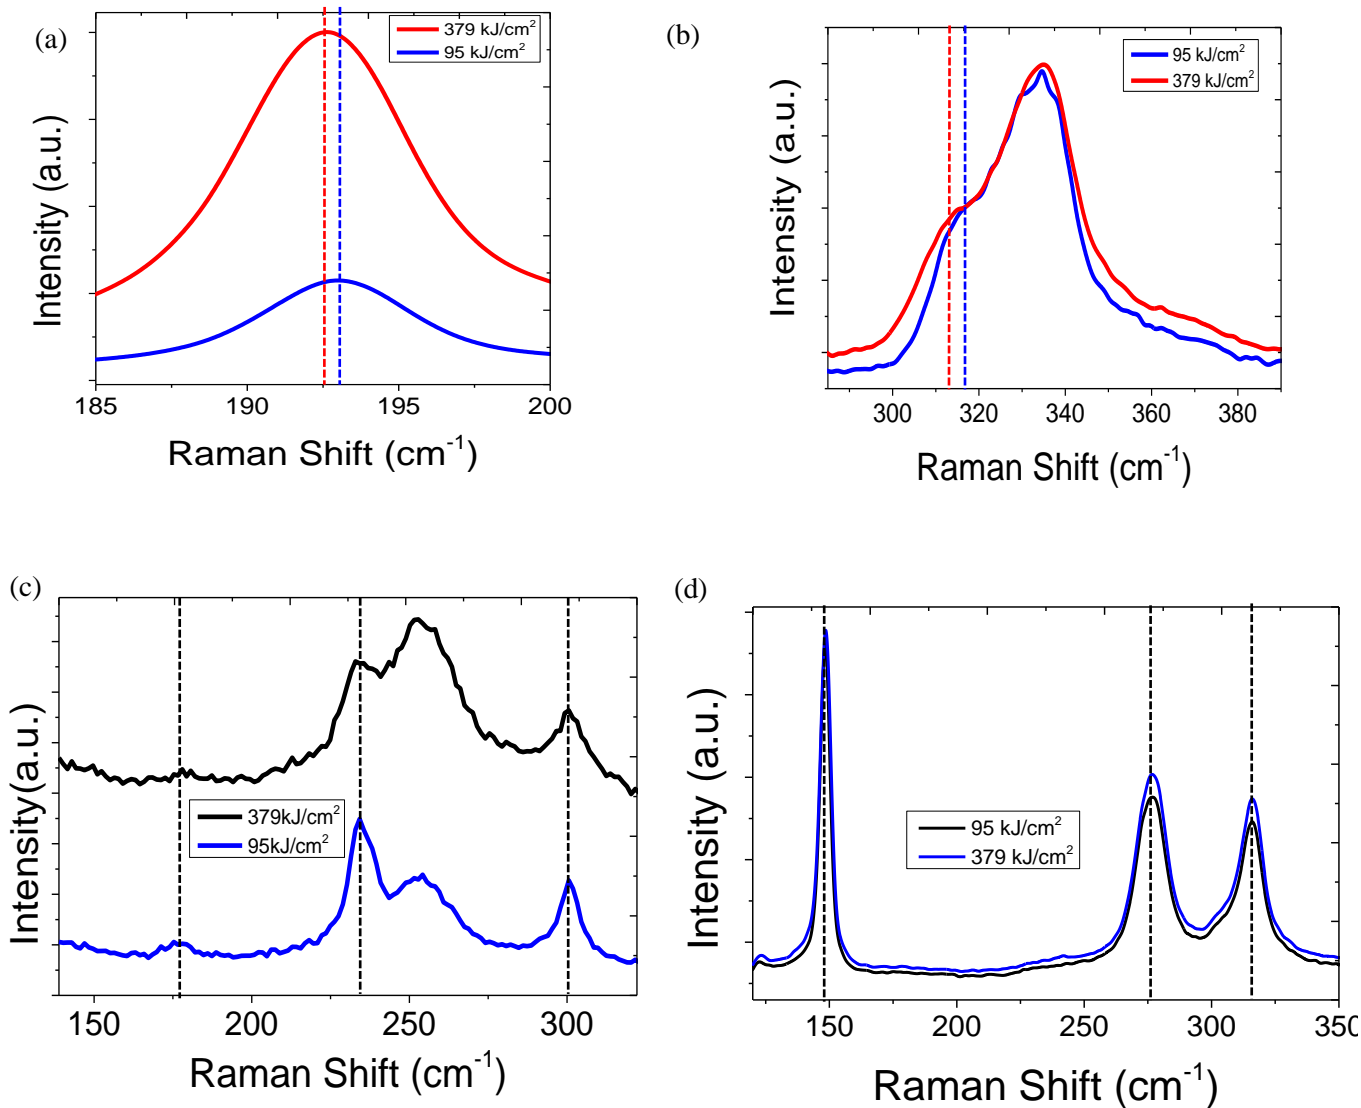 (a)
379 kJ/cm²
95 kJ/cm²
Intensity (a.u.)
185 190 195 200
Raman Shift (cm⁻¹)
(b)
95 kJ/cm²
379 kJ/cm²
Intensity (a.u.)
300 320 340 360 380
Raman Shift (cm⁻¹)
(c)
379kJ/cm²
95kJ/cm²
Intensity(a.u.)
150 200 250 300
Raman Shift (cm⁻¹)
(d)
95 kJ/cm²
379 kJ/cm²
Intensity (a.u.)
150 200 250 300 350
Raman Shift (cm⁻¹)